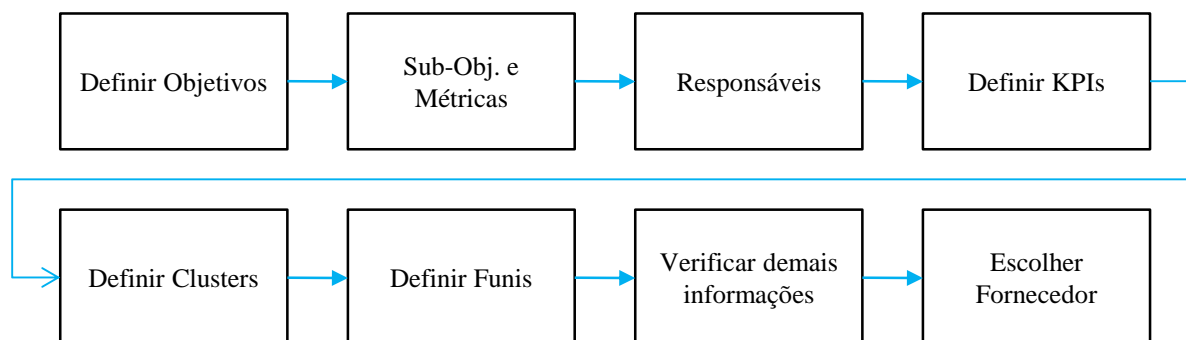 Definir Objetivos
Sub-Obj. e
Métricas
Responsáveis
Definir KPIs
Definir Clusters
Definir Funis
Verificar demais
informações
Escolher
Fornecedor